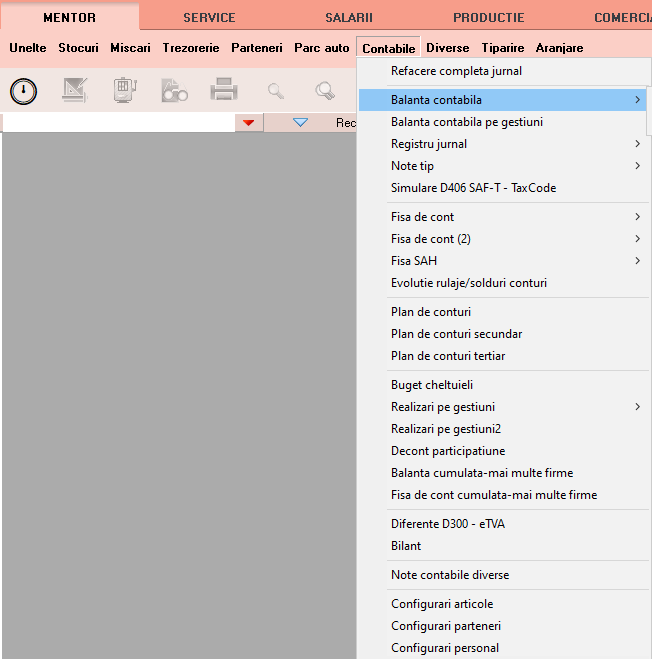 MENTOR SERVICE SALARII PRODUCTIE COMERCI
Unelte Stocuri Miscari Trezorerie Parteneri Parc auto Contabile Diverse Tiparire Aranjare
Refacere completa jurnal
Balanta contabila
Rec
Balanta contabila pe gestiuni
Registru jurnal
Note tip
Simulare D406 SAF-T - TaxCode
Fisa de cont
Fisa de cont (2)
Fisa SAH
Evolutie rulaje/solduri conturi
Plan de conturi
Plan de conturi secundar
Plan de conturi tertiar
Buget cheltuieli
Realizari pe gestiuni
Realizari pe gestiuni2
Decont participatiune
Balanta cumulata-mai multe firme
Fisa de cont cumulata-mai multe firme
Diferente D300 - eTVA
Bilant
Note contabile diverse
Configurari articole
Configurari parteneri
Configurari personal